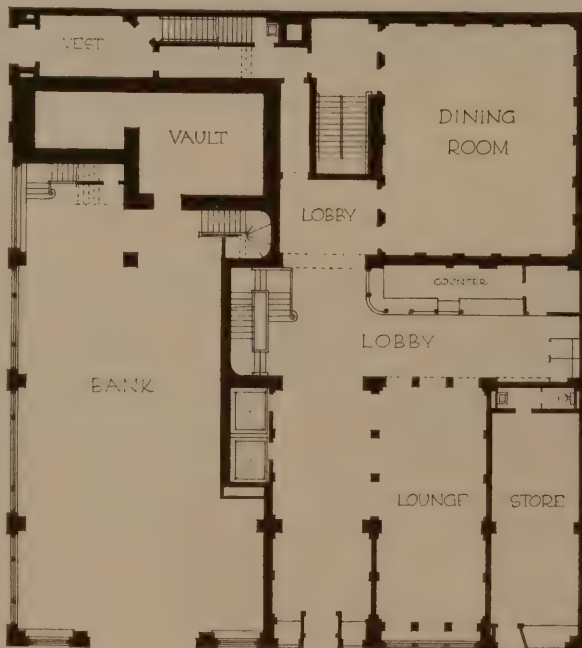 VEST
VAULT
DINING
ROOM
LOBBY
COUNTER
LOBBY
BANK
LOUNGE
STORE